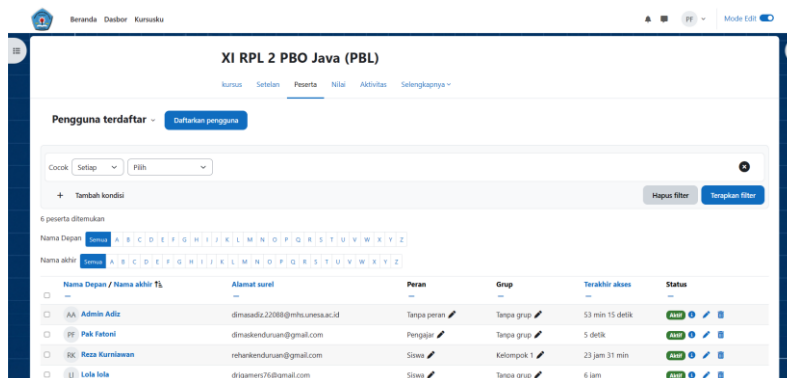 Beranda Dasbor Kursusku
PF Mode Edit
XI RPL 2 PBO Java (PBL)
kursus Setelan Peserta Nilai Aktivitas Selengkapnya
Pengguna terdaftar Daftarkan pengguna
Cocok Setiap Pilih
+ Tambah kondisi Hapus filter Terapkan filter
6 peserta ditemukan
Nama Depan Semua A B C D E F G H I J K L M N O P Q R S T U V W X Y Z
Nama akhir Semua A B C D E F G H I J K L M N O P Q R S T U V W X Y Z
Nama Depan / Nama akhir Alamat surel Peran Grup Terakhir akses Status
AA Admin Adiz dimasadiz.22088@mhs.unesa.ac.id Tanpa peran Tanpa grup 53 min 15 detik Aktif
PF Pak Fatoni dimaskenduruan@gmail.com Pengajar Tanpa grup 5 detik Aktif
RK Reza Kurniawan rehankenduruan@gmail.com Siswa Kelompok 1 23 jam 31 min Aktif
Ll Lola lola drigamers76@gmail.com Siswa Tanpa grup 6 jam Aktif